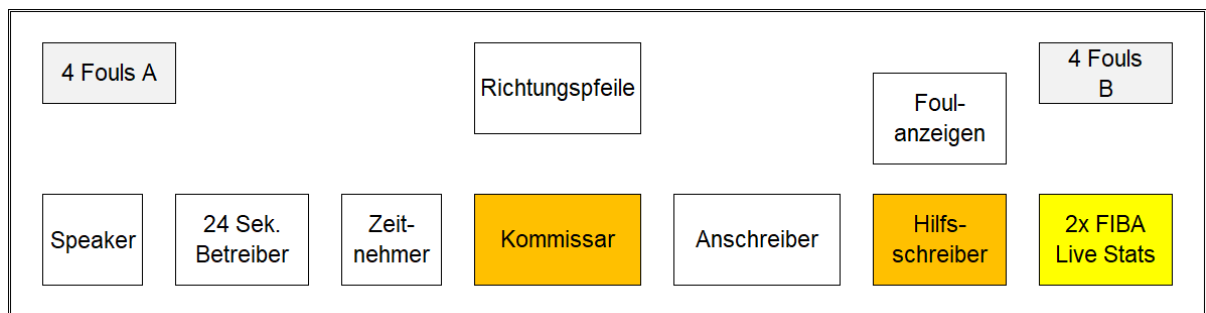 4 Fouls A
Richtungspfeile
Foul-
anzeigen
4 Fouls
B
Speaker
24 Sek.
Betreiber
Zeit-
nehmer
Kommissar
Anschreiber
Hilfs-
schreiber
2x FIBA
Live Stats